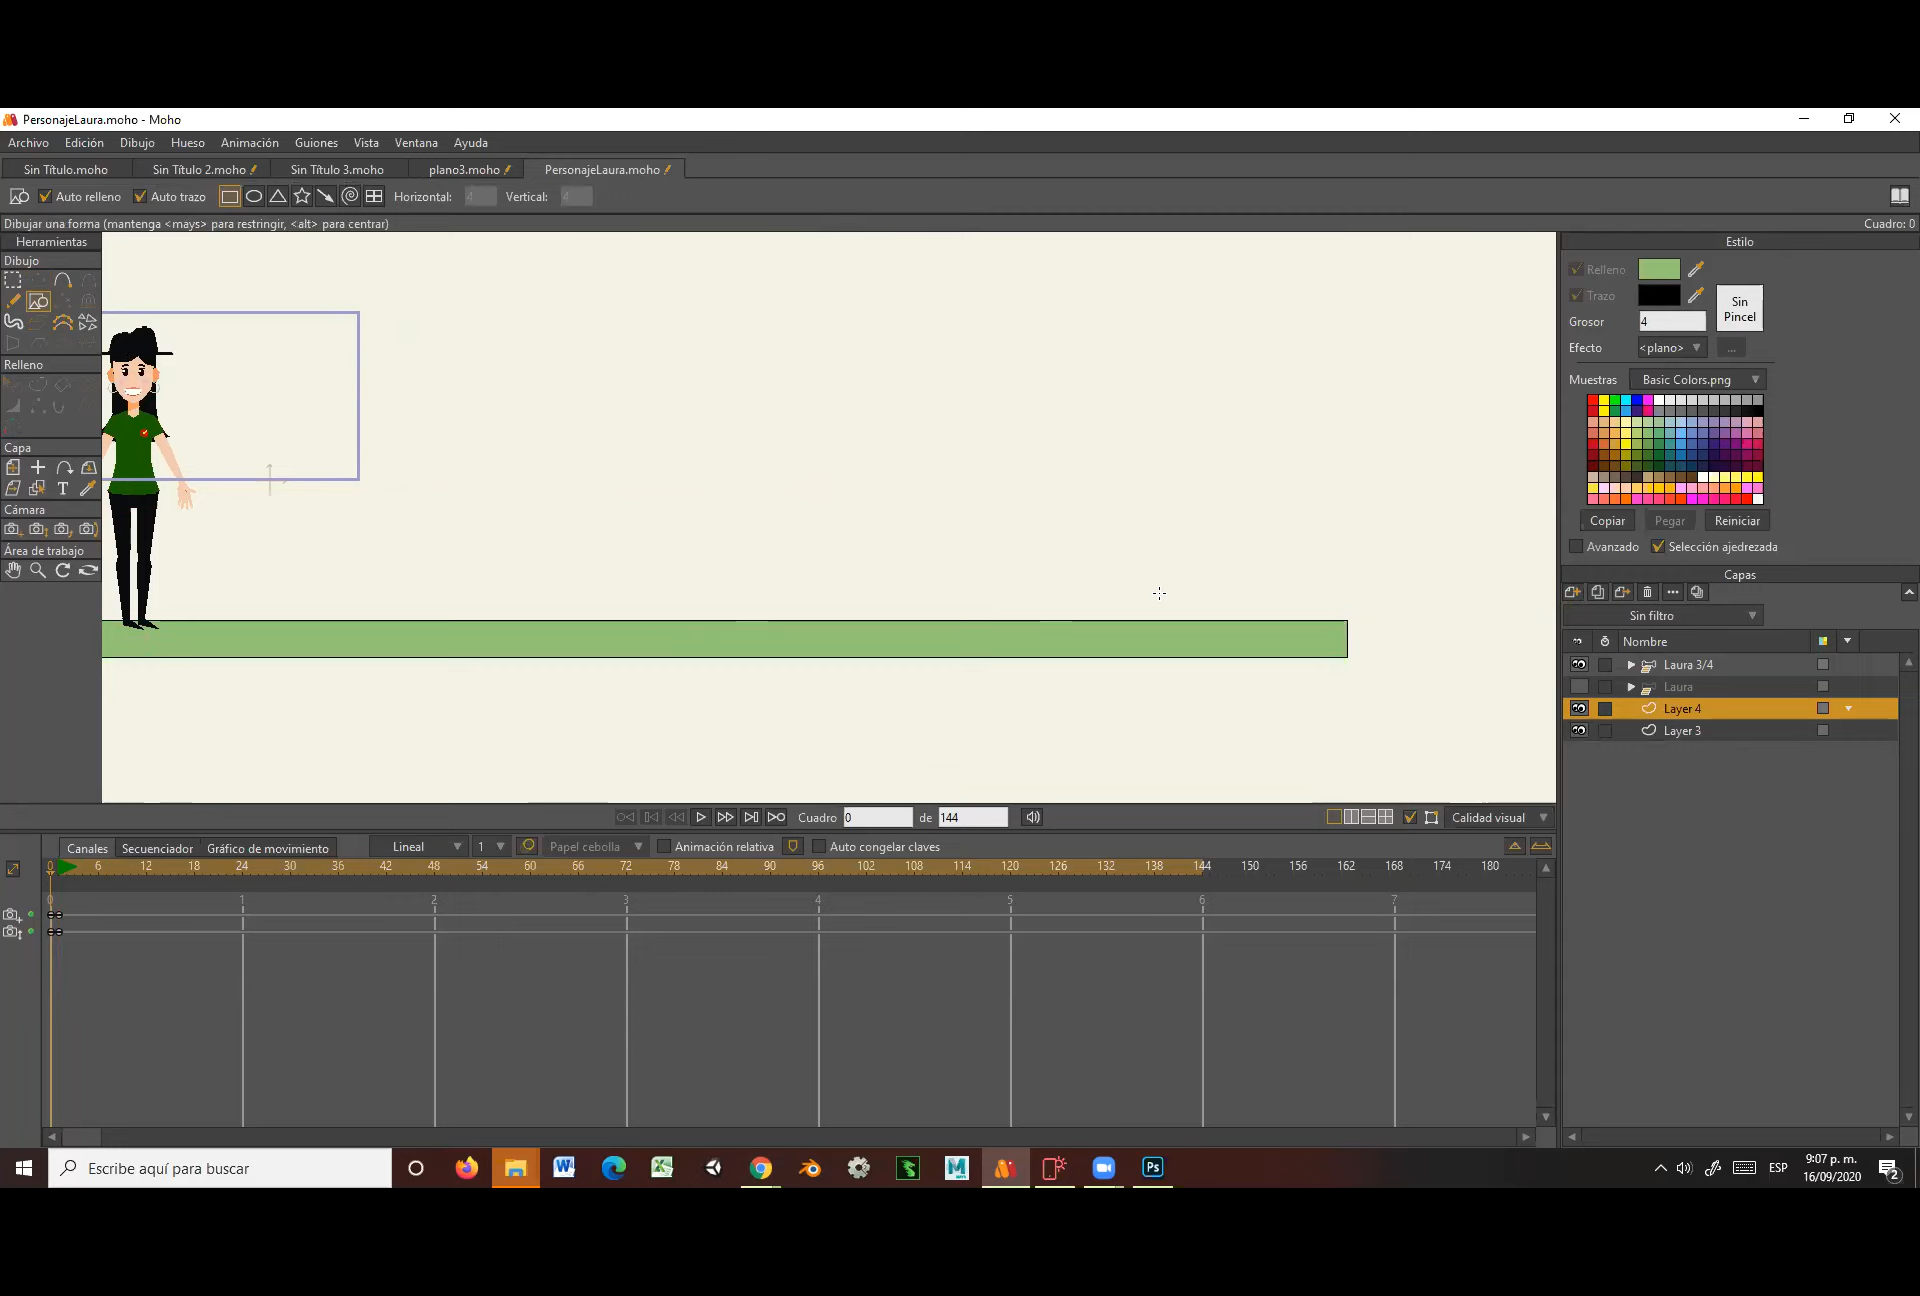 PersonajeLaura.moho - Moho
Archivo Edición Dibujo Hueso Animación Guiones Vista Ventana Ayuda
Sin Título.moho Sin Título 2.moho Sin Título 3.moho plano3.moho PersonajeLaura.moho
Auto relleno Auto trazo Horizontal: 4 Vertical: 4
Dibujar una forma (mantenga <mays> para restringir, <alt> para centrar) Cuadro: 0
Herramientas
Dibujo
Relleno
Capa
T
Cámara
Área de trabajo
Estilo
Relleno
Trazo
Sin
Pincel
Grosor 4
Efecto <plano> ...
Muestras Basic Colors.png
Copiar Pegar Reiniciar
Avanzado Selección ajedrezada
Capas
Sin filtro
Nombre
Laura 3/4
Laura
Layer 4
Layer 3
Cuadro 0 de 144 Calidad visual
Canales Secuenciador Gráfico de movimiento Lineal 1 Papel cebolla Animación relativa Auto congelar claves
0 6 12 18 24 30 36 42 48 54 60 66 72 78 84 90 96 102 108 114 120 126 132 138 144 150 156 162 168 174 180
0 1 2 3 4 5 6 7
Escribe aquí para buscar
Ps
ESP
9:07 p. m.
16/09/2020
2